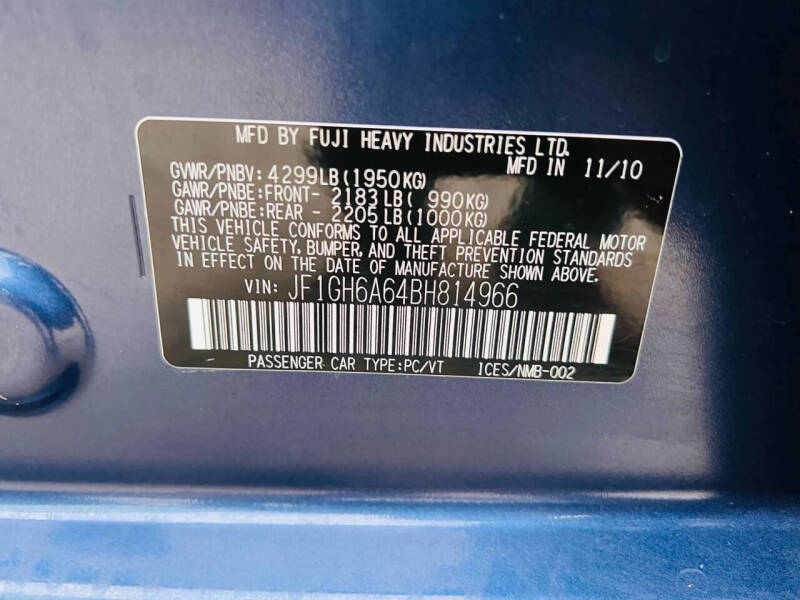 MFD BY FUJI HEAVY INDUSTRIES LTD.
MFD IN 11/10
GVWR/PNBV: 4299LB(1950KG)
GAWR/PNBE:FRONT- 2183LB( 990KG)
GAWR/PNBE:REAR - 2205LB(1000KG)
THIS VEHICLE CONFORMS TO ALL APPLICABLE FEDERAL MOTOR
VEHICLE SAFETY, BUMPER, AND THEFT PREVENTION STANDARDS
IN EFFECT ON THE DATE OF MANUFACTURE SHOWN ABOVE.
VIN: JF1GH6A64BH814966
PASSENGER CAR TYPE:PC/VT ICES/NMB-002